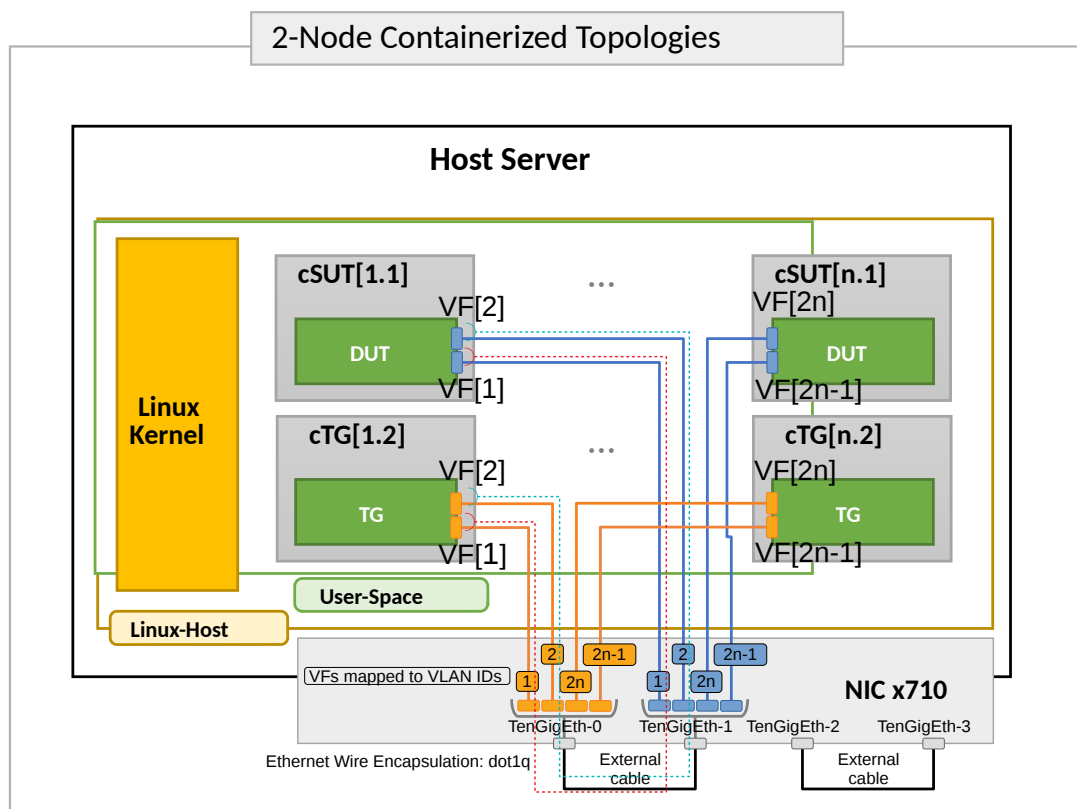 2-Node Containerized Topologies
Host Server
cSUT[1.1]
...
cSUT[n.1]
VF[2]
VF[2n]
DUT
DUT
VF[1]
VF[2n-1]
Linux
Kernel
cTG[1.2]
...
cTG[n.2]
VF[2]
VF[2n]
TG
TG
VF[1]
VF[2n-1]
User-Space
Linux-Host
2
2n-1
2
2n-1
VFs mapped to VLAN IDs
1
2n
1
2n
NIC x710
TenGigEth-0
TenGigEth-1
TenGigEth-2
TenGigEth-3
Ethernet Wire Encapsulation: dot1q
External
cable
External
cable